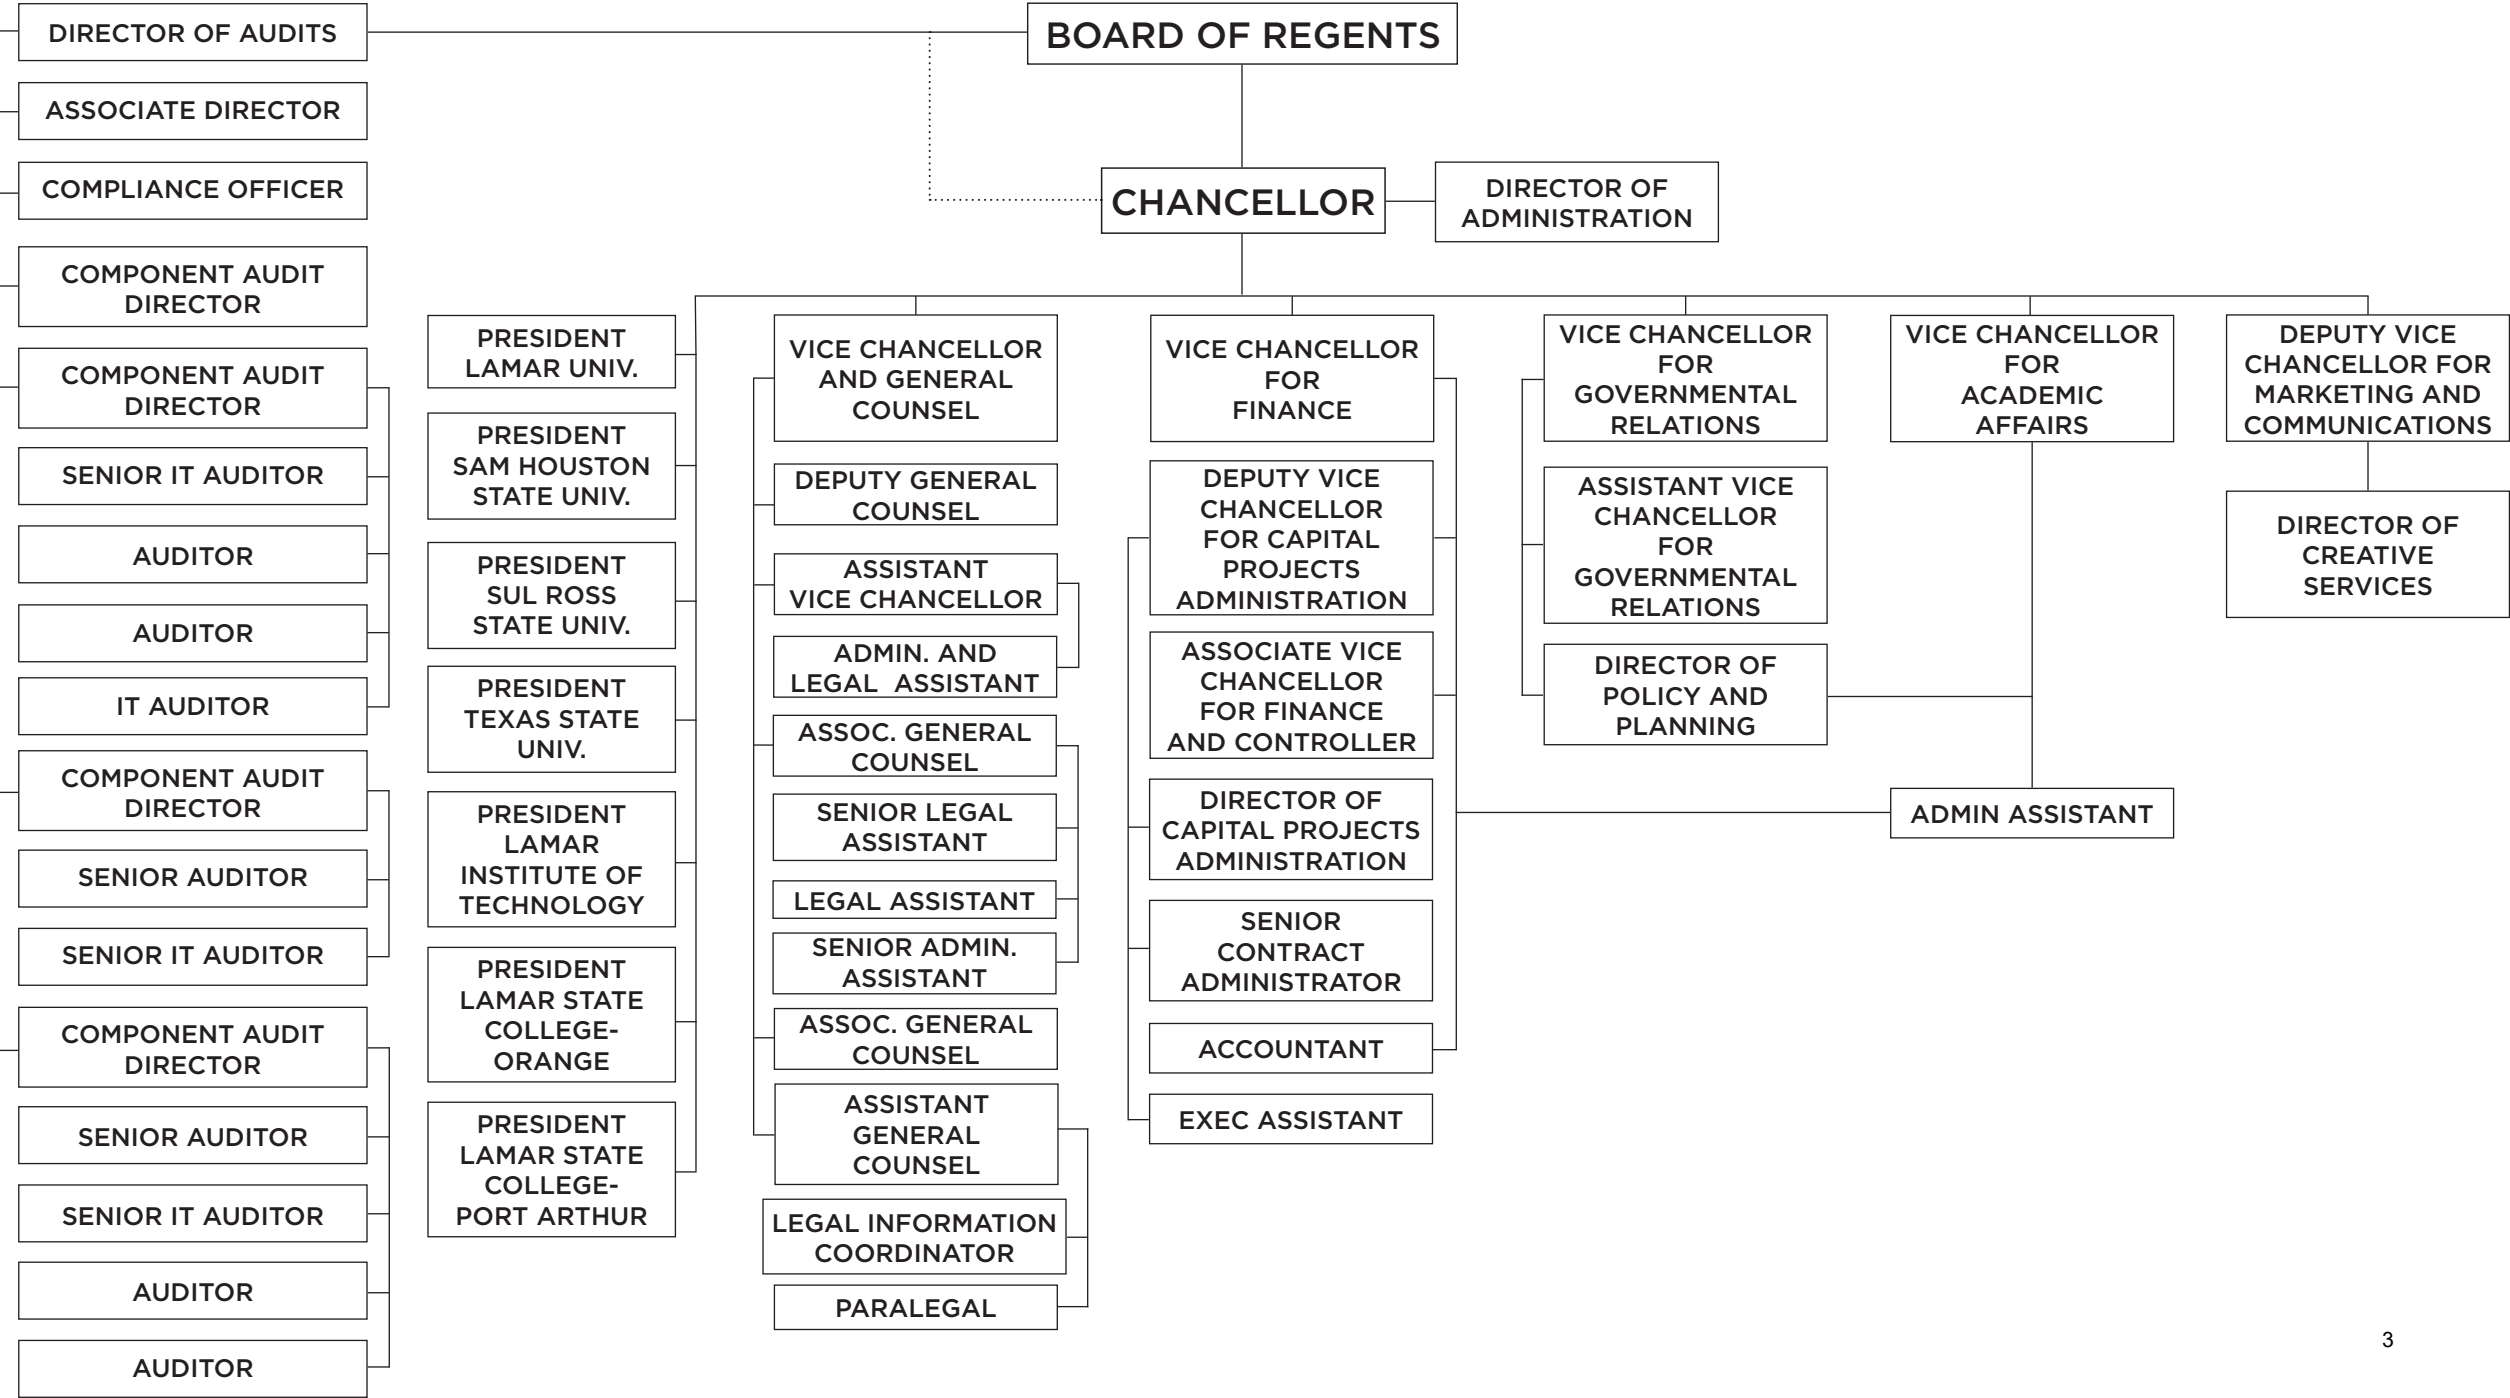 DIRECTOR OF AUDITS
ASSOCIATE DIRECTOR
COMPLIANCE OFFICER
COMPONENT AUDIT
DIRECTOR
COMPONENT AUDIT
DIRECTOR
SENIOR IT AUDITOR
AUDITOR
AUDITOR
IT AUDITOR
COMPONENT AUDIT
DIRECTOR
SENIOR AUDITOR
SENIOR IT AUDITOR
COMPONENT AUDIT
DIRECTOR
SENIOR AUDITOR
SENIOR IT AUDITOR
AUDITOR
AUDITOR
BOARD OF REGENTS
CHANCELLOR
DIRECTOR OF
ADMINISTRATION
PRESIDENT
LAMAR UNIV.
PRESIDENT
SAM HOUSTON
STATE UNIV.
PRESIDENT
SUL ROSS
STATE UNIV.
PRESIDENT
TEXAS STATE
UNIV.
PRESIDENT
LAMAR
INSTITUTE OF
TECHNOLOGY
PRESIDENT
LAMAR STATE
COLLEGE-
ORANGE
PRESIDENT
LAMAR STATE
COLLEGE-
PORT ARTHUR
VICE CHANCELLOR
AND GENERAL
COUNSEL
DEPUTY GENERAL
COUNSEL
ASSISTANT
VICE CHANCELLOR
ADMIN. AND
LEGAL ASSISTANT
ASSOC. GENERAL
COUNSEL
SENIOR LEGAL
ASSISTANT
LEGAL ASSISTANT
SENIOR ADMIN.
ASSISTANT
ASSOC. GENERAL
COUNSEL
ASSISTANT
GENERAL
COUNSEL
LEGAL INFORMATION
COORDINATOR
PARALEGAL
VICE CHANCELLOR
FOR
FINANCE
DEPUTY VICE
CHANCELLOR
FOR CAPITAL
PROJECTS
ADMINISTRATION
ASSOCIATE VICE
CHANCELLOR
FOR FINANCE
AND CONTROLLER
DIRECTOR OF
CAPITAL PROJECTS
ADMINISTRATION
SENIOR
CONTRACT
ADMINISTRATOR
ACCOUNTANT
EXEC ASSISTANT
VICE CHANCELLOR
FOR
GOVERNMENTAL
RELATIONS
ASSISTANT VICE
CHANCELLOR
FOR
GOVERNMENTAL
RELATIONS
DIRECTOR OF
POLICY AND
PLANNING
VICE CHANCELLOR
FOR
ACADEMIC
AFFAIRS
ADMIN ASSISTANT
DEPUTY VICE
CHANCELLOR FOR
MARKETING AND
COMMUNICATIONS
DIRECTOR OF
CREATIVE
SERVICES
3